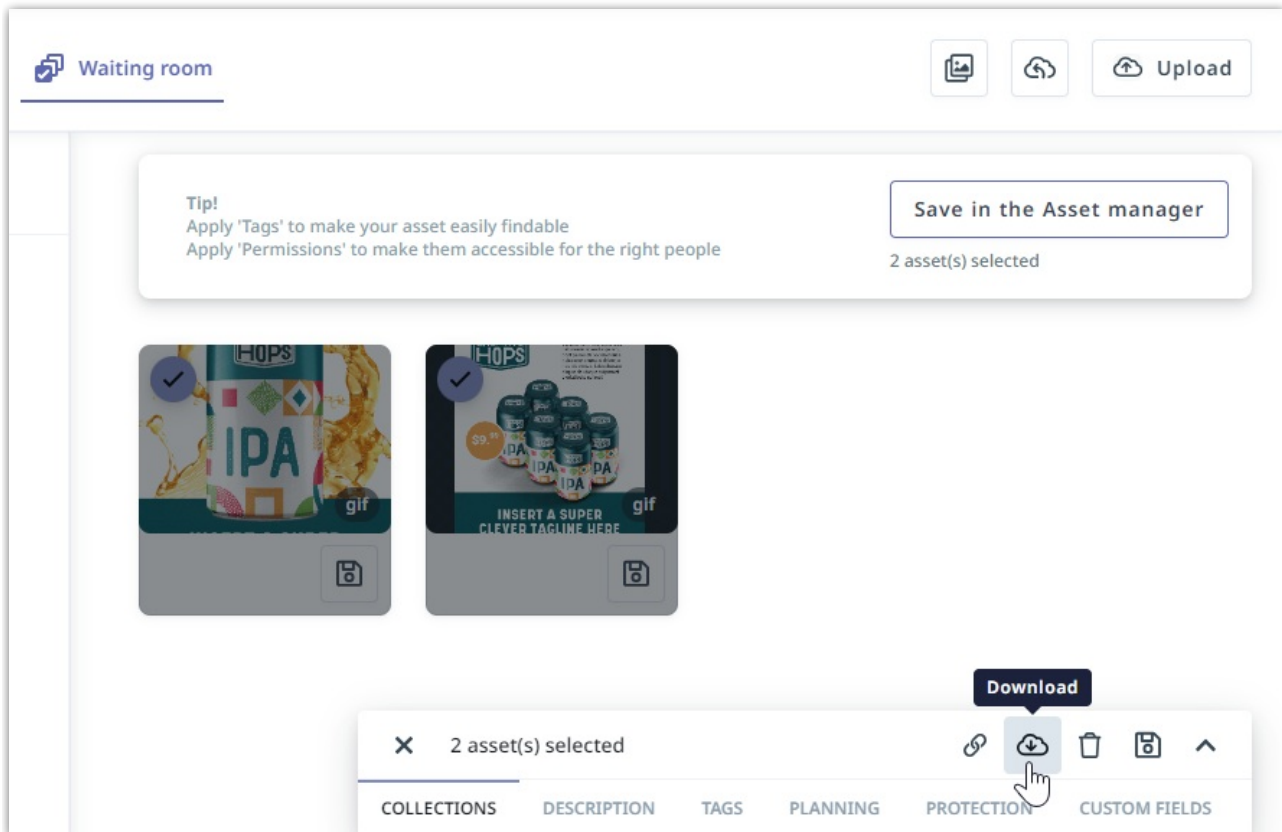 Waiting room
Upload
Tip!
Apply 'Tags' to make your asset easily findable
Apply 'Permissions' to make them accessible for the right people
Save in the Asset manager
2 asset(s) selected
HOPS
IPA
gif
HOPS
$9.⁹⁹
IPA
IPA
IPA
INSERT A SUPER
CLEVER TAGLINE HERE
gif
Download
2 asset(s) selected
COLLECTIONS
DESCRIPTION
TAGS
PLANNING
PROTECTION
CUSTOM FIELDS